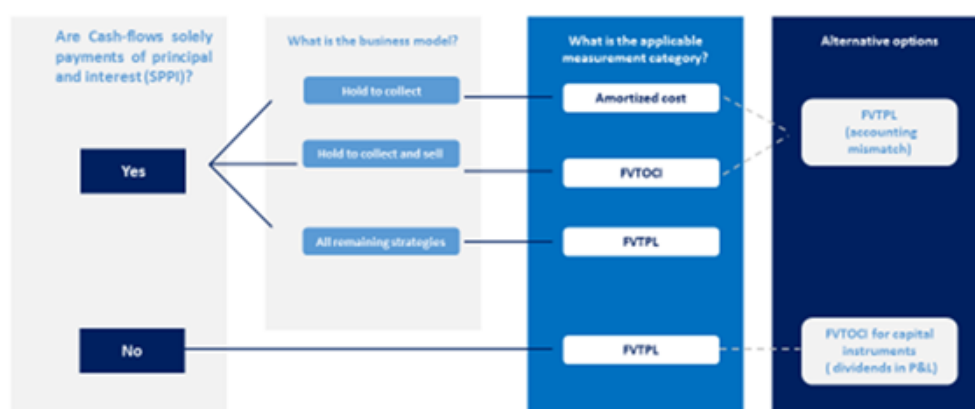 Are Cash-flows solely
payments of principal
and interest (SPPI)?
What is the business model?
What is the applicable
measurement category?
Alternative options
Hold to collect
Amortized cost
FVTPL
(accounting
mismatch)
Yes
Hold to collect and sell
FVTOCI
All remaining strategies
FVTPL
No
FVTPL
FVTOCI for capital
instruments
( dividends in P&L)